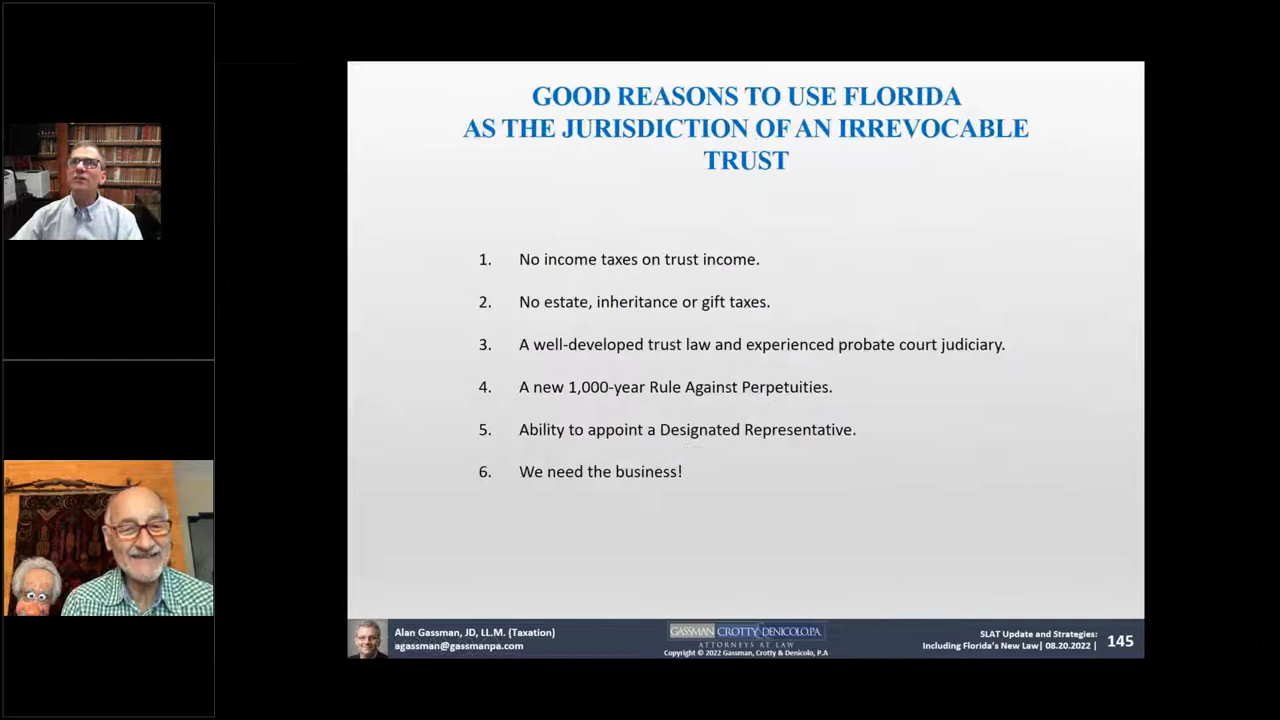 GOOD REASONS TO USE FLORIDA
AS THE JURISDICTION OF AN IRREVOCABLE
TRUST
1. No income taxes on trust income.
2. No estate, inheritance or gift taxes.
3. A well-developed trust law and experienced probate court judiciary.
4. A new 1,000-year Rule Against Perpetuities.
5. Ability to appoint a Designated Representative.
6. We need the business!
Alan Gassman, JD, LL.M. (Taxation)
agassman@gassmanpa.com
GASSMAN CROTTY DENICOLO, P.A.
ATTORNEYS AT LAW
Copyright © 2022 Gassman, Crotty & Denicolo, P.A
SLAT Update and Strategies:
Including Florida's New Law| 08.20.2022 |
145